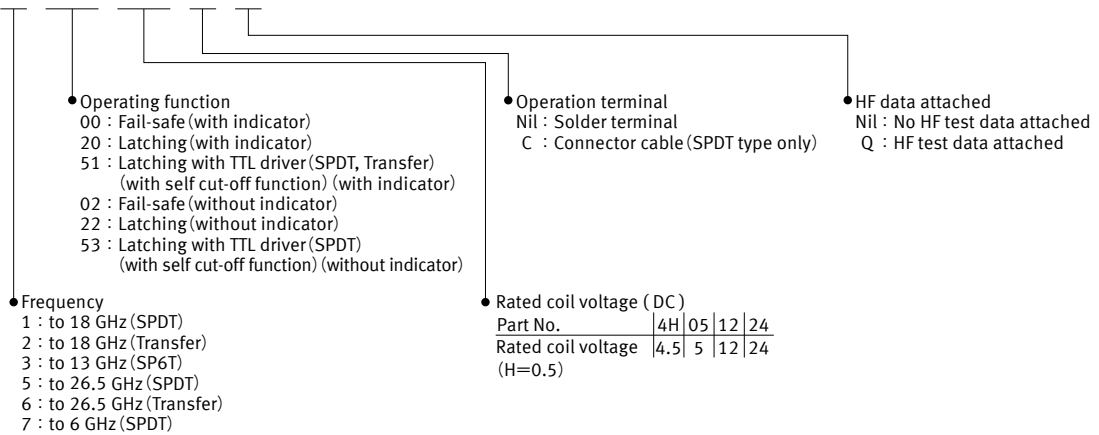 Operating function
00 : Fail-safe (with indicator)
20 : Latching (with indicator)
51 : Latching with TTL driver (SPDT, Transfer)
(with self cut-off function) (with indicator)
02 : Fail-safe (without indicator)
22 : Latching (without indicator)
53 : Latching with TTL driver (SPDT)
(with self cut-off function) (without indicator)
Operation terminal
Nil : Solder terminal
C : Connector cable (SPDT type only)
HF data attached
Nil : No HF test data attached
Q : HF test data attached
Frequency
1 : to 18 GHz (SPDT)
2 : to 18 GHz (Transfer)
3 : to 13 GHz (SP6T)
5 : to 26.5 GHz (SPDT)
6 : to 26.5 GHz (Transfer)
7 : to 6 GHz (SPDT)
Rated coil voltage (DC)
Part No. 4H 05 12 24
Rated coil voltage 4.5 5 12 24
(H=0.5)